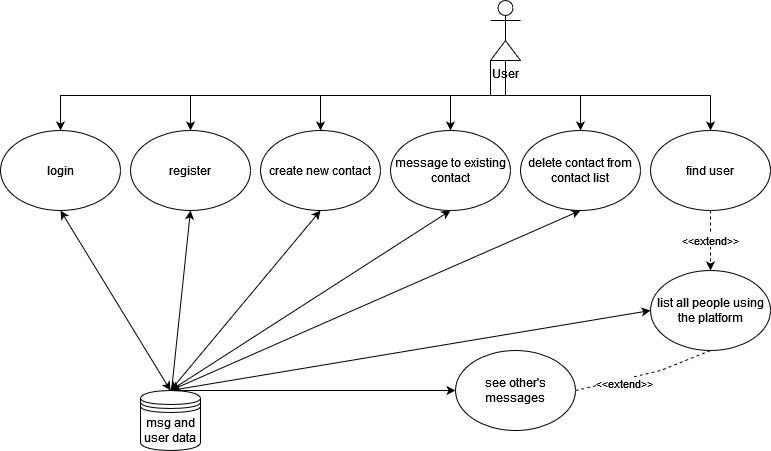 User
login
register
create new contact
message to existing
contact
delete contact from
contact list
find user
<<extend>>
list all people using
the platform
see other's
messages
<<extend>>
msg and
user data